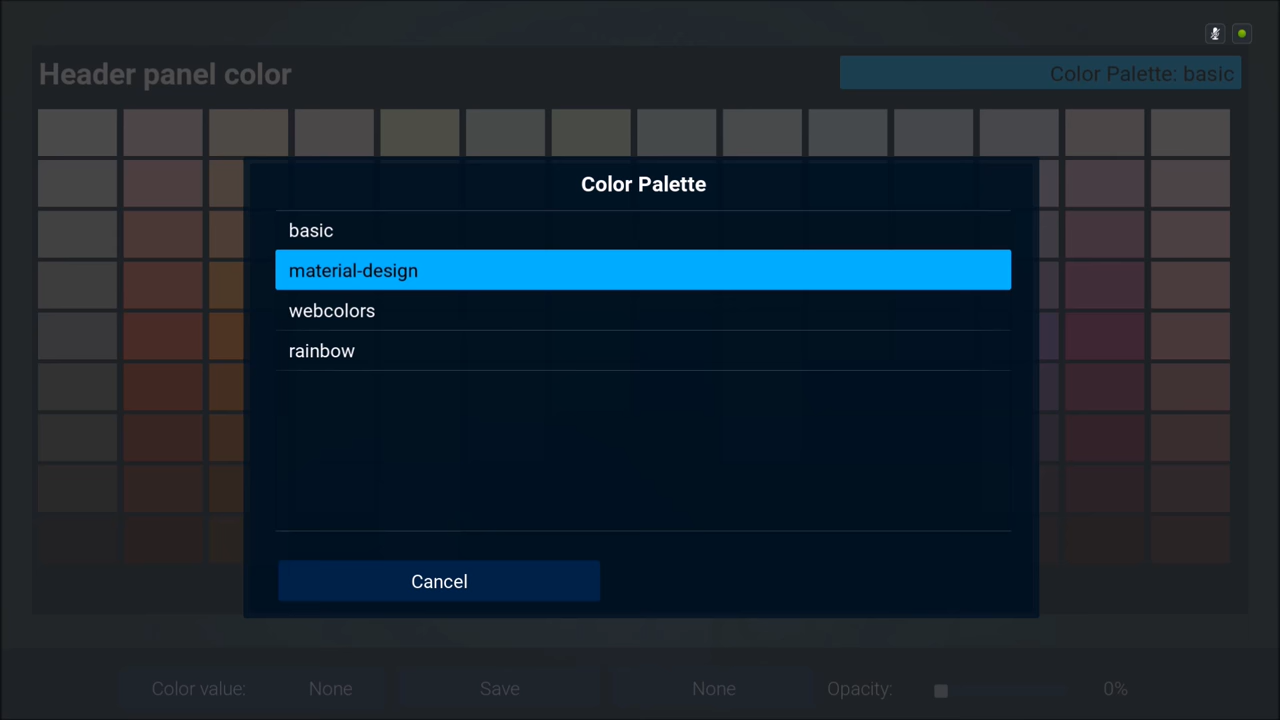 Header panel color
Color Palette: basic
Color Palette
basic
material-design
webcolors
rainbow
Cancel
Color value: None
Save
None
Opacity: 0%